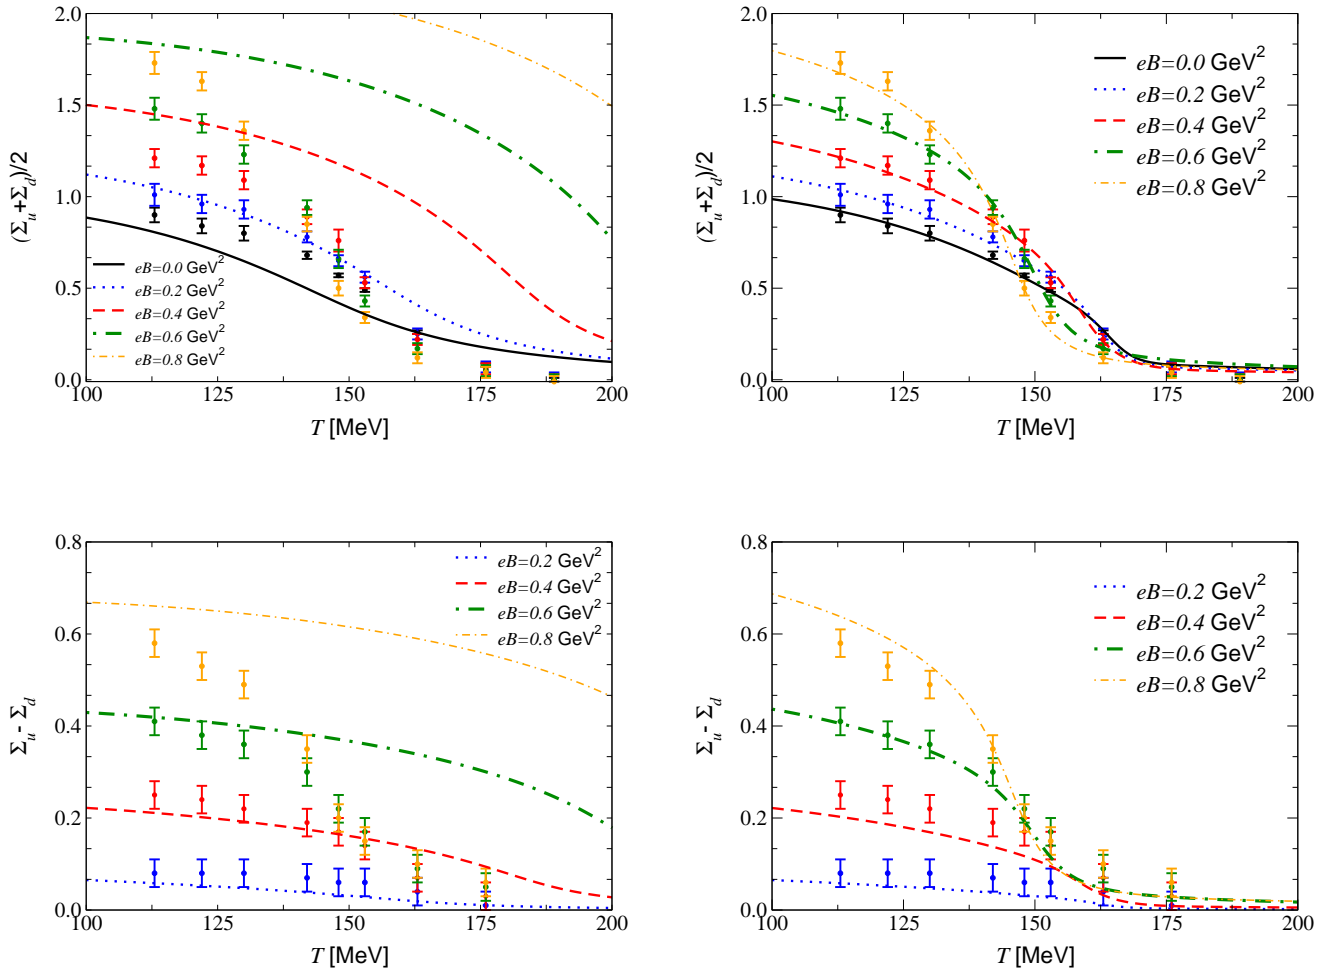 2.0
1.5
1.0
0.5
0.0
(Σu+Σd)/2
eB=0.0 GeV²
eB=0.2 GeV²
eB=0.4 GeV²
eB=0.6 GeV²
eB=0.8 GeV²
100 125 150 175 200
T [MeV]
2.0
1.5
1.0
0.5
0.0
(Σu+Σd)/2
eB=0.0 GeV²
eB=0.2 GeV²
eB=0.4 GeV²
eB=0.6 GeV²
eB=0.8 GeV²
100 125 150 175 200
T [MeV]
0.8
0.6
0.4
0.2
0.0
Σu - Σd
eB=0.2 GeV²
eB=0.4 GeV²
eB=0.6 GeV²
eB=0.8 GeV²
100 125 150 175 200
T [MeV]
0.8
0.6
0.4
0.2
0.0
Σu - Σd
eB=0.2 GeV²
eB=0.4 GeV²
eB=0.6 GeV²
eB=0.8 GeV²
100 125 150 175 200
T [MeV]